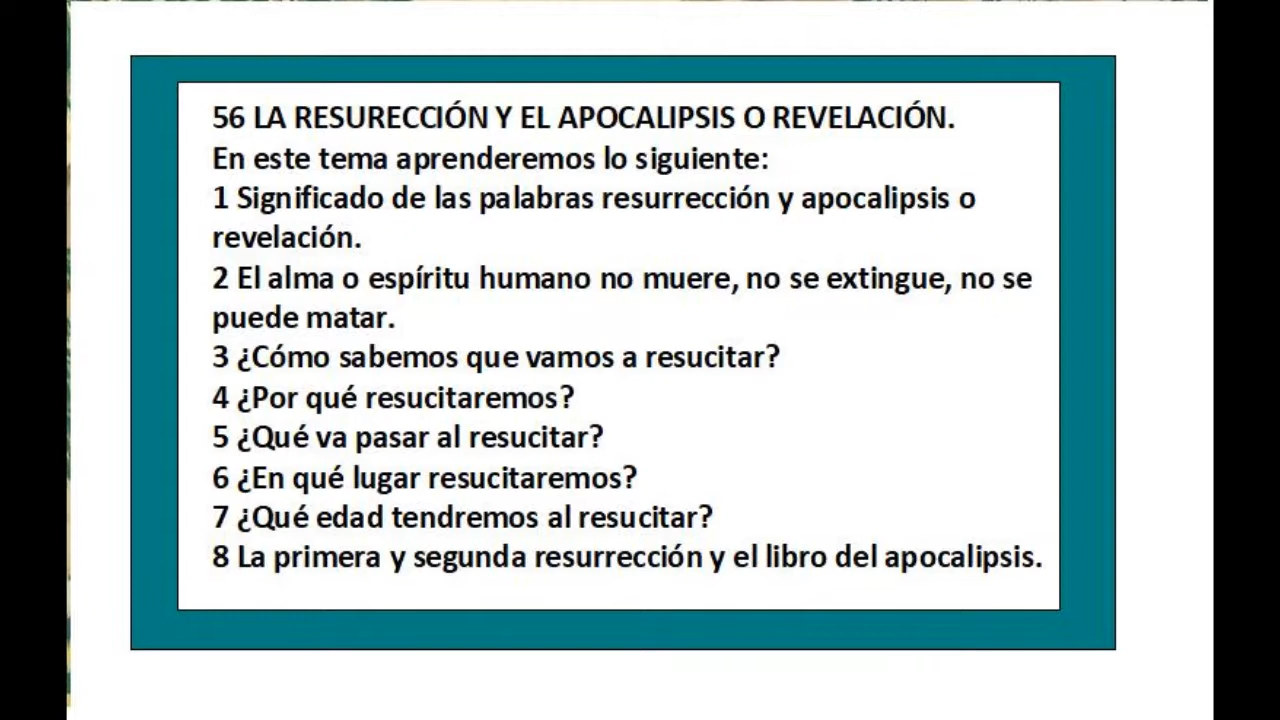 56 LA RESURECCIÓN Y EL APOCALIPSIS O REVELACIÓN.
En este tema aprenderemos lo siguiente:
1 Significado de las palabras resurrección y apocalipsis o
revelación.
2 El alma o espíritu humano no muere, no se extingue, no se
puede matar.
3 ¿Cómo sabemos que vamos a resucitar?
4 ¿Por qué resucitaremos?
5 ¿Qué va pasar al resucitar?
6 ¿En qué lugar resucitaremos?
7 ¿Qué edad tendremos al resucitar?
8 La primera y segunda resurrección y el libro del apocalipsis.